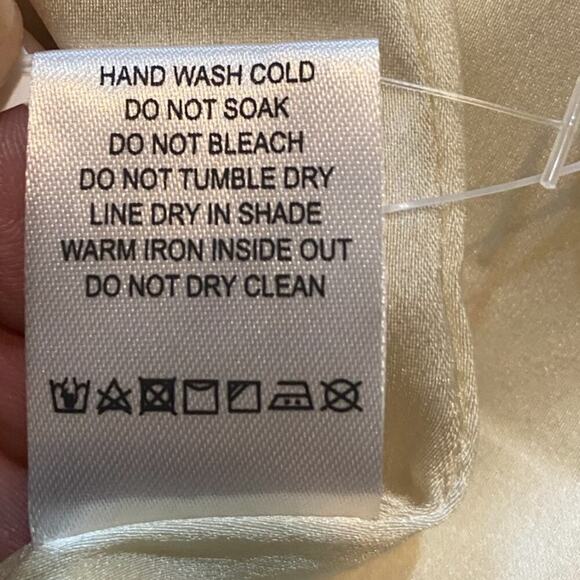 HAND WASH COLD
DO NOT SOAK
DO NOT BLEACH
DO NOT TUMBLE DRY
LINE DRY IN SHADE
WARM IRON INSIDE OUT
DO NOT DRY CLEAN